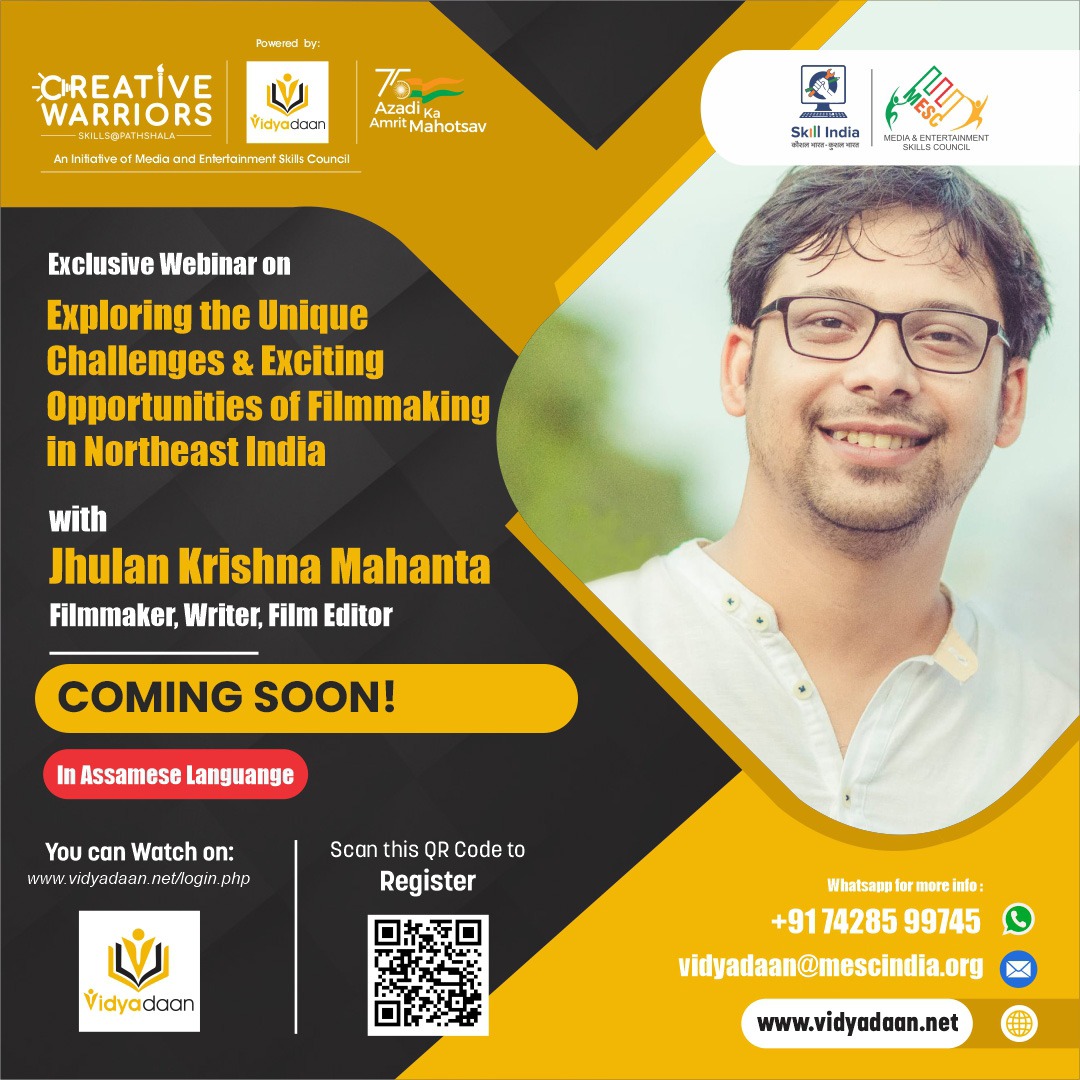 Powered by:
CREATIVE
WARRIORS
SKILLS@PATHSHALA
Vidyadaan
75
Azadi Ka
Amrit Mahotsav
An Initiative of Media and Entertainment Skills Council
Skill India
कौशल भारत - कुशल भारत
MESC
MEDIA & ENTERTAINMENT
SKILLS COUNCIL
Exclusive Webinar on
Exploring the Unique
Challenges & Exciting
Opportunities of Filmmaking
in Northeast India
with
Jhulan Krishna Mahanta
Filmmaker, Writer, Film Editor
COMING SOON!
In Assamese Languange
You can Watch on:
www.vidyadaan.net/login.php
Vidyadaan
Scan this QR Code to
Register
Whatsapp for more info :
+91 74285 99745
vidyadaan@mescindia.org
www.vidyadaan.net